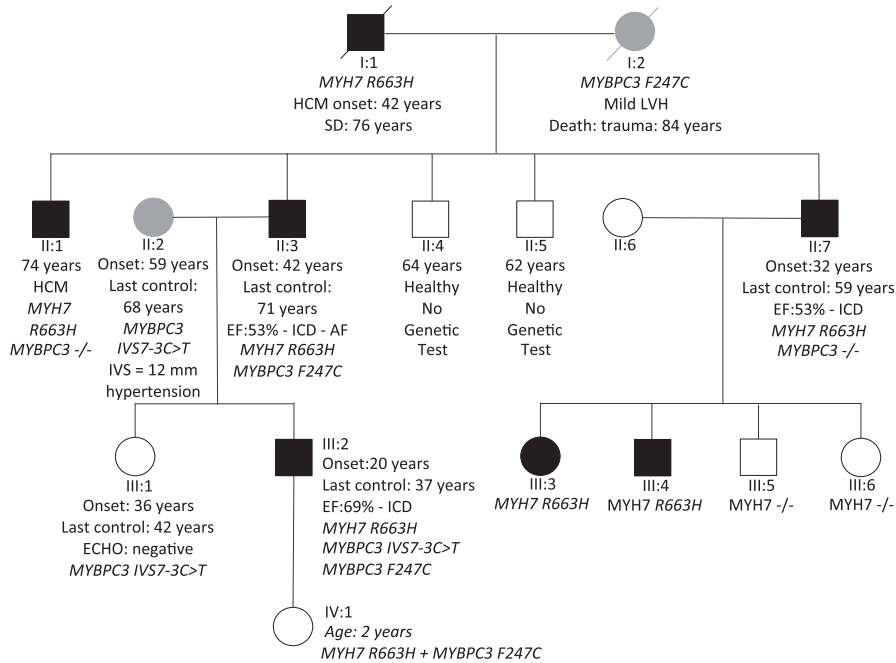 I:1
MYH7 R663H
HCM onset: 42 years
SD: 76 years
I:2
MYBPC3 F247C
Mild LVH
Death: trauma: 84 years
II:1
74 years
HCM
MYH7
R663H
MYBPC3 -/-
II:2
Onset: 59 years
Last control:
68 years
MYBPC3
IVS7-3C>T
IVS = 12 mm
hypertension
II:3
Onset: 42 years
Last control:
71 years
EF:53% - ICD - AF
MYH7 R663H
MYBPC3 F247C
II:4
64 years
Healthy
No
Genetic
Test
II:5
62 years
Healthy
No
Genetic
Test
II:6
II:7
Onset:32 years
Last control: 59 years
EF:53% - ICD
MYH7 R663H
MYBPC3 -/-
III:1
Onset: 36 years
Last control: 42 years
ECHO: negative
MYBPC3 IVS7-3C>T
III:2
Onset:20 years
Last control: 37 years
EF:69% - ICD
MYH7 R663H
MYBPC3 IVS7-3C>T
MYBPC3 F247C
III:3
MYH7 R663H
III:4
MYH7 R663H
III:5
MYH7 -/-
III:6
MYH7 -/-
IV:1
Age: 2 years
MYH7 R663H + MYBPC3 F247C